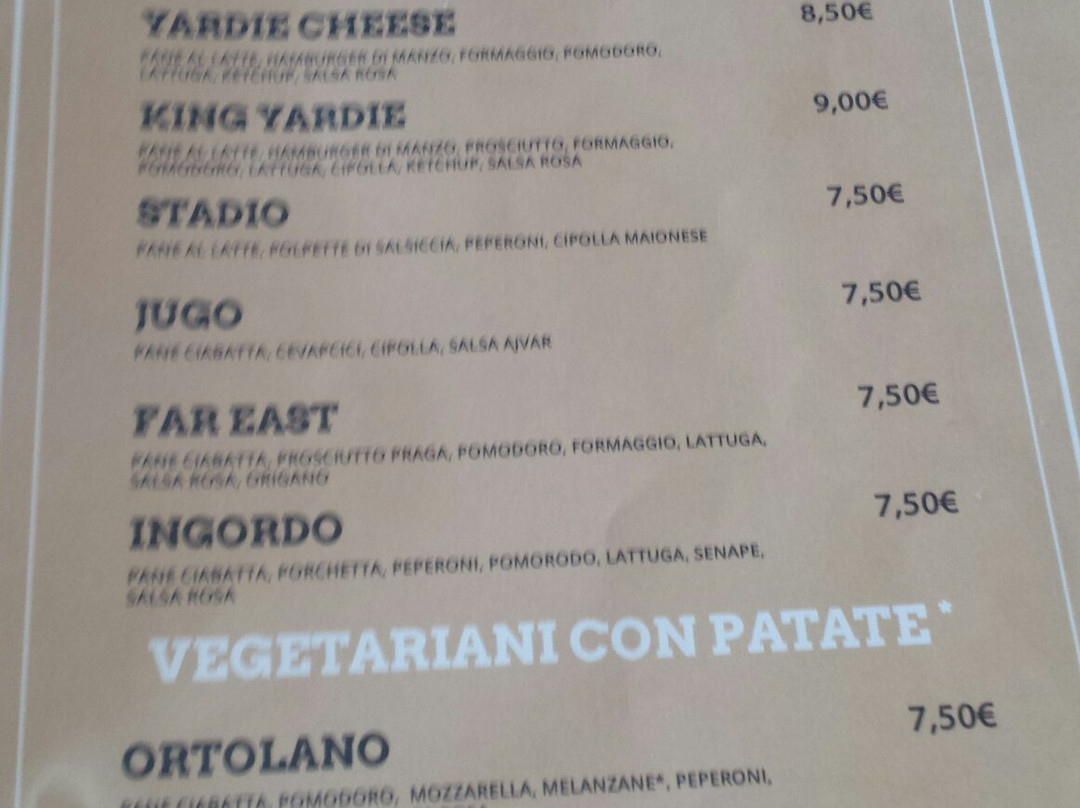 YARDIE CHEESE 8,50€
PANE AL LATTE, HAMBURGER DI MANZO, FORMAGGIO, POMODORO,
LATTUGA, KETCHUP, SALSA ROSA
KING YARDIE 9,00€
PANE AL LATTE, HAMBURGER DI MANZO, PROSCIUTTO, FORMAGGIO,
POMODORO, LATTUGA, CIPOLLA, KETCHUP, SALSA ROSA
STADIO 7,50€
PANE AL LATTE, POLPETTE DI SALSICCIA, PEPERONI, CIPOLLA MAIONESE
JUGO 7,50€
PANE CIABATTA, CEVAPCICI, CIPOLLA, SALSA AJVAR
FAR EAST 7,50€
PANE CIABATTA, PROSCIUTTO PRAGA, POMODORO, FORMAGGIO, LATTUGA,
SALSA ROSA, ORIGANO
INGORDO 7,50€
PANE CIABATTA, PORCHETTA, PEPERONI, POMORODO, LATTUGA, SENAPE,
SALSA ROSA
VEGETARIANI CON PATATE*
ORTOLANO 7,50€
PANE CIABATTA, POMODORO, MOZZARELLA, MELANZANE*, PEPERONI,